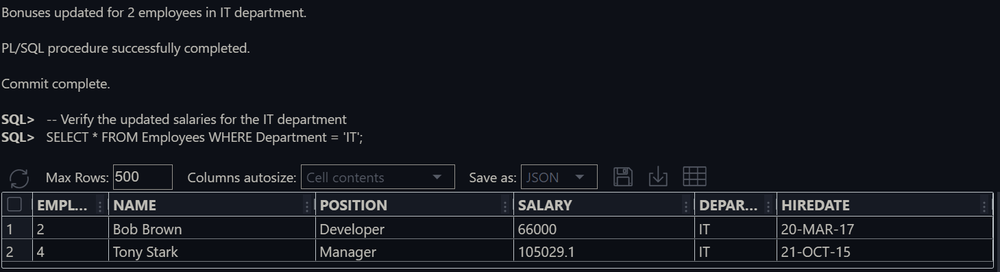 Bonuses updated for 2 employees in IT department.
PL/SQL procedure successfully completed.
Commit complete.
SQL> -- Verify the updated salaries for the IT department
SQL> SELECT * FROM Employees WHERE Department = 'IT';
Max Rows: 500 Columns autosize: Cell contents Save as: JSON
EMPL... NAME POSITION SALARY DEPAR... HIREDATE
1 2 Bob Brown Developer 66000 IT 20-MAR-17
2 4 Tony Stark Manager 105029.1 IT 21-OCT-15